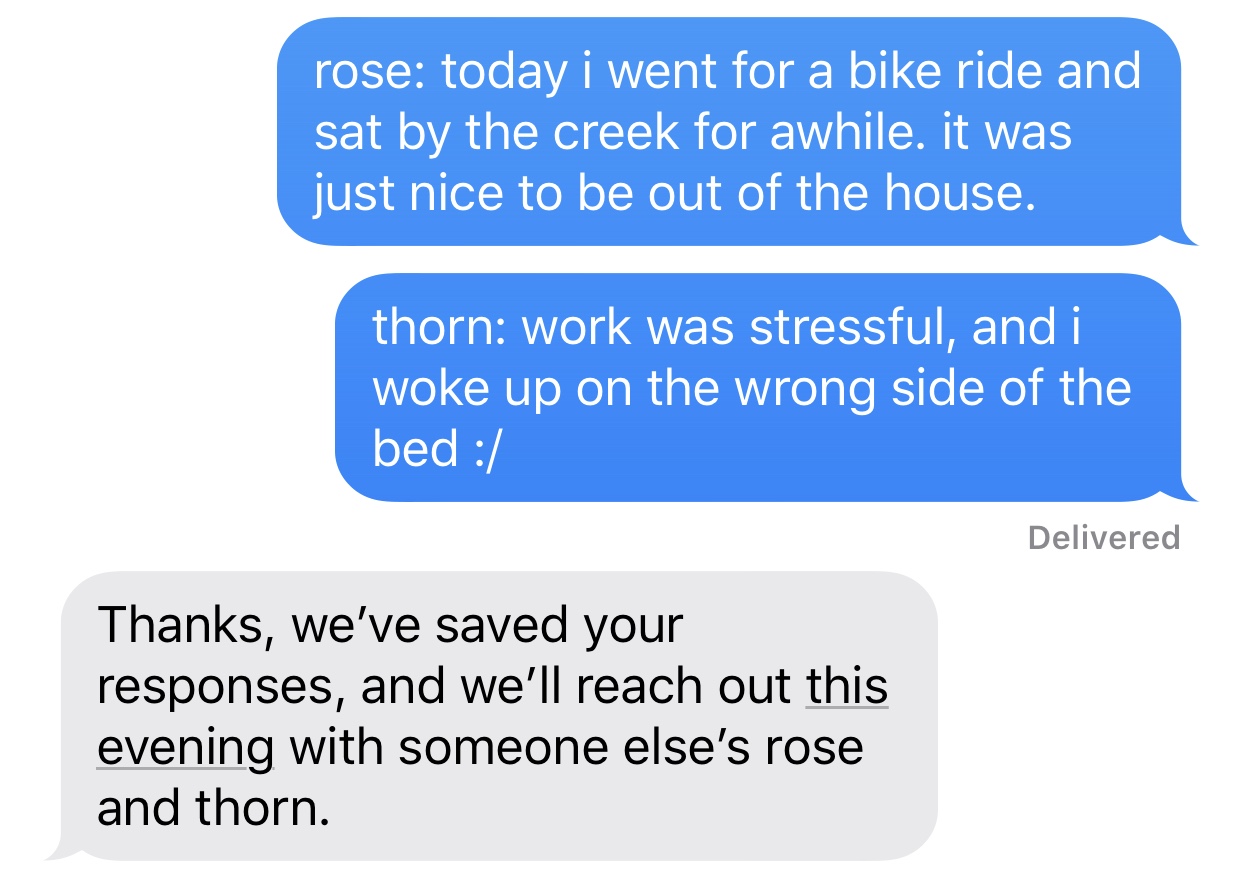 rose: today i went for a bike ride and
sat by the creek for awhile. it was
just nice to be out of the house.
thorn: work was stressful, and i
woke up on the wrong side of the
bed :/
Delivered
Thanks, we’ve saved your
responses, and we’ll reach out this
evening with someone else’s rose
and thorn.